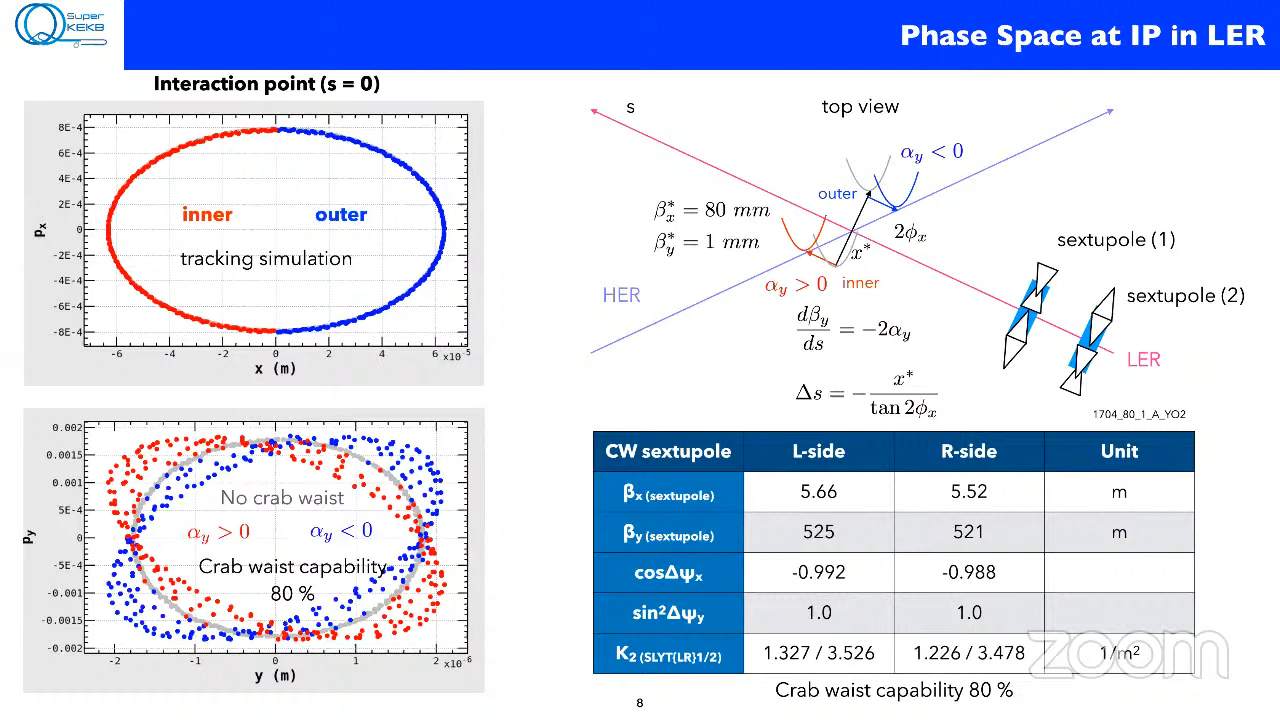 Super
KEKB
Phase Space at IP in LER
Interaction point (s = 0)
8E-4
6E-4
4E-4
2E-4
0
-2E-4
-4E-4
-6E-4
-8E-4
px
inner
outer
tracking simulation
-6
-4
-2
0
2
4
6
x10⁻⁵
x (m)
0.002
0.0015
0.001
5E-4
0
-5E-4
-0.001
-0.0015
-0.002
py
No crab waist
αy > 0
αy < 0
Crab waist capability
80 %
-2
-1
0
1
2
x10⁻⁶
y (m)
s
top view
αy < 0
outer
βx* = 80 mm
βy* = 1 mm
2ϕx
x*
αy > 0
inner
HER
LER
sextupole (1)
sextupole (2)
dβy/ds = −2αy
Δs = − x*/tan 2ϕx
1704_80_1_A_YO2
CW sextupole L-side R-side Unit
βx (sextupole) 5.66 5.52 m
βy (sextupole) 525 521 m
cosΔψx -0.992 -0.988
sin²Δψy 1.0 1.0
K2 (SLYT{LR}1/2) 1.327 / 3.526 1.226 / 3.478 1/m²
Crab waist capability 80 %
zoom
8